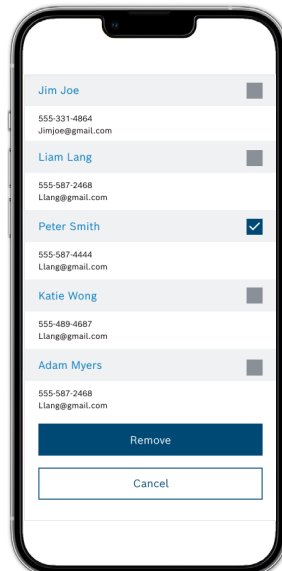 Jim Joe
555-331-4864
Jimjoe@gmail.com
Liam Lang
555-587-2468
Llang@gmail.com
Peter Smith
555-587-4444
Llang@gmail.com
Katie Wong
555-489-4687
Llang@gmail.com
Adam Myers
555-587-2468
Llang@gmail.com
Remove
Cancel